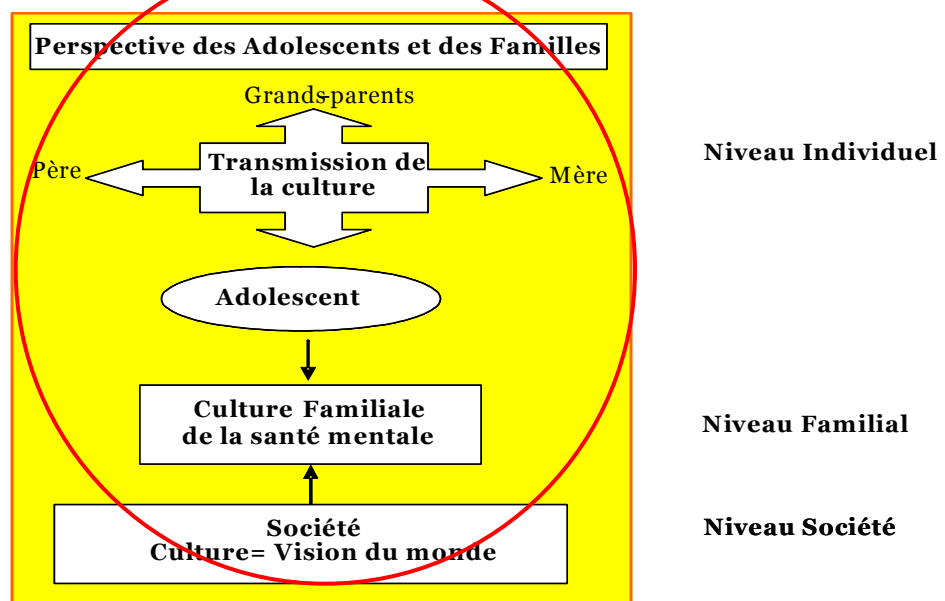 Perspective des Adolescents et des Familles
Grands-parents
Niveau Individuel
Père
Transmission de
la culture
Mère
Adolescent
Culture Familiale
de la santé mentale
Niveau Familial
Société
Culture= Vision du monde
Niveau Société